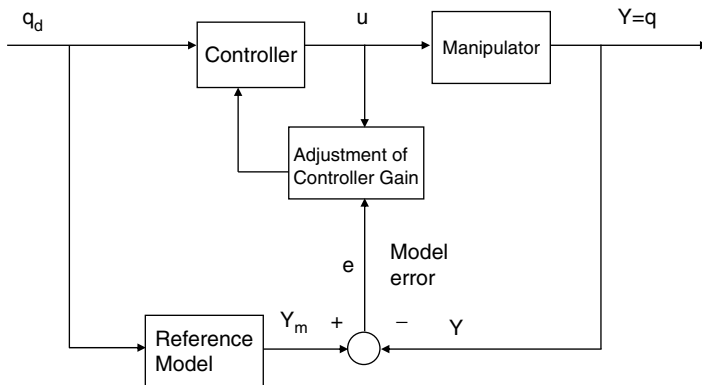 q_d
u
Y=q
Controller
Manipulator
Adjustment of
Controller Gain
Model
error
e
Reference
Model
Y_m
+
−
Y